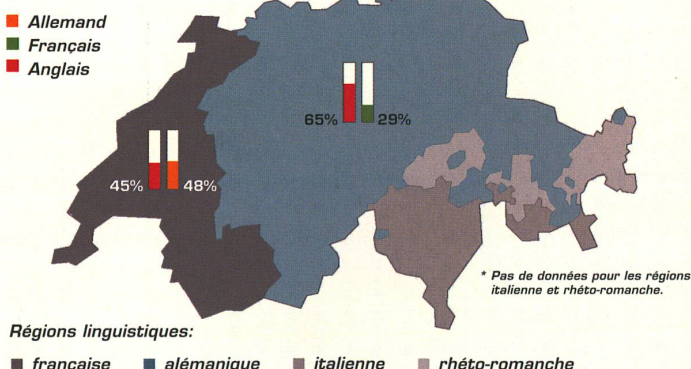 Allemand
Français
Anglais
65% 29%
45% 48%
* Pas de données pour les régions
italienne et rhéto-romanche.
Régions linguistiques:
française alémanique italienne rhéto-romanche